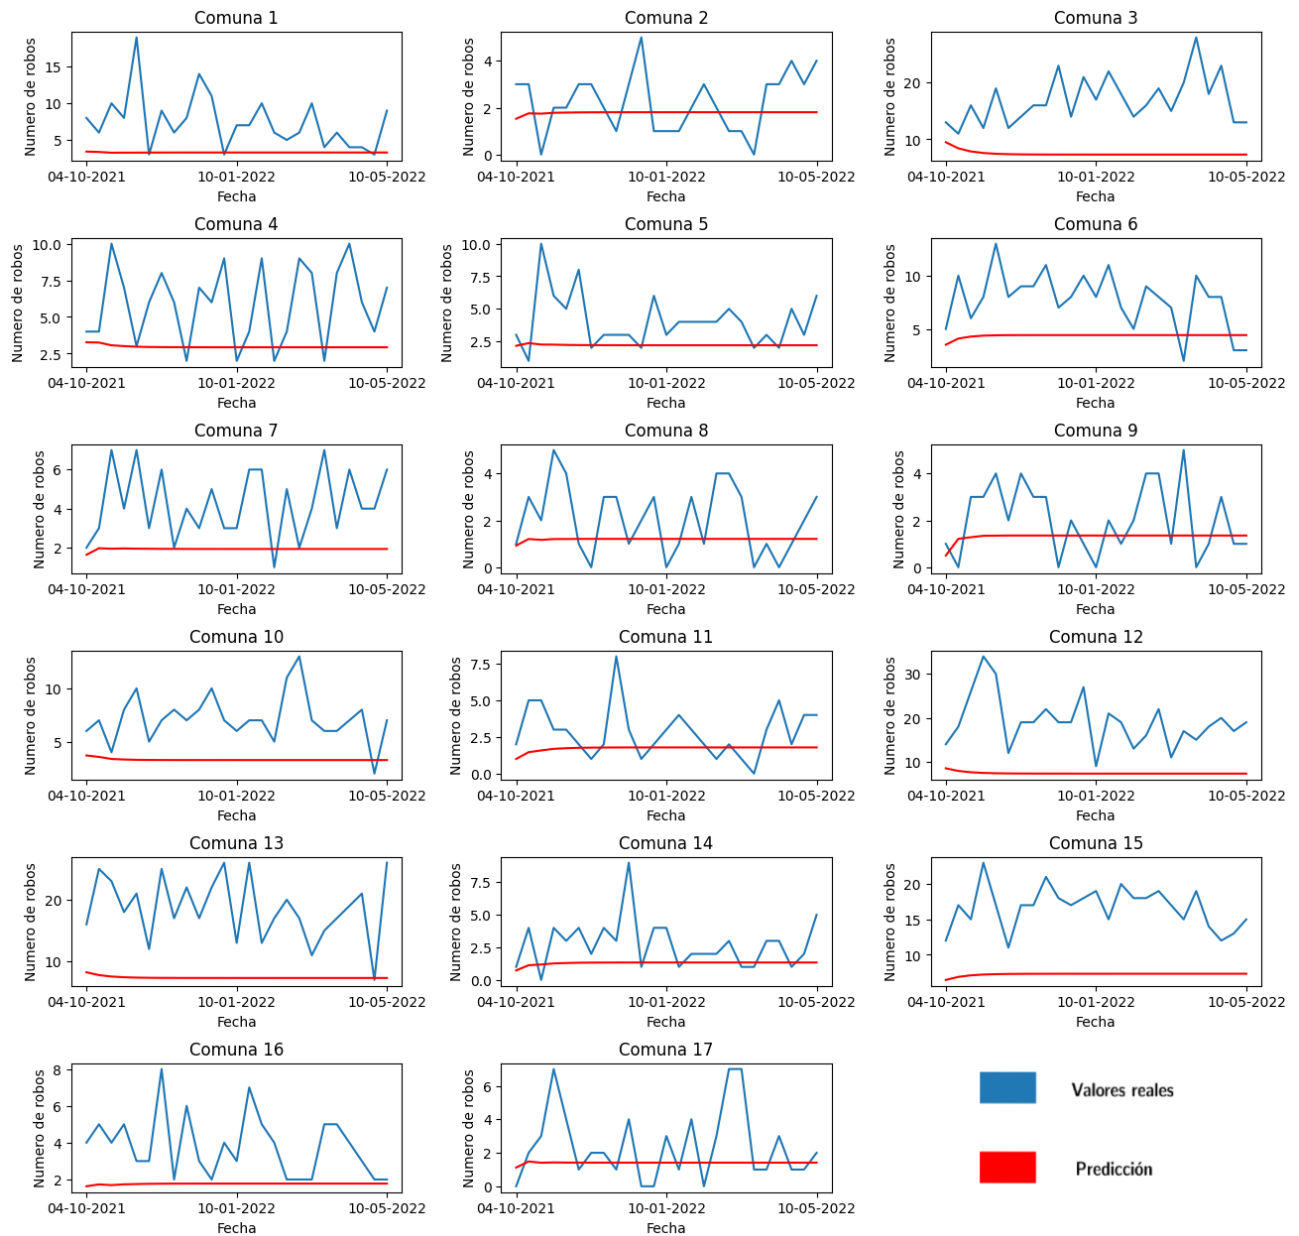 Comuna 1
Numero de robos
15
10
5
04-10-2021 10-01-2022 10-05-2022
Fecha
Comuna 2
Numero de robos
4
2
0
04-10-2021 10-01-2022 10-05-2022
Fecha
Comuna 3
Numero de robos
20
10
04-10-2021 10-01-2022 10-05-2022
Fecha
Comuna 4
Numero de robos
10.0
7.5
5.0
2.5
04-10-2021 10-01-2022 10-05-2022
Fecha
Comuna 5
Numero de robos
10.0
7.5
5.0
2.5
04-10-2021 10-01-2022 10-05-2022
Fecha
Comuna 6
Numero de robos
10
5
04-10-2021 10-01-2022 10-05-2022
Fecha
Comuna 7
Numero de robos
6
4
2
04-10-2021 10-01-2022 10-05-2022
Fecha
Comuna 8
Numero de robos
4
2
0
04-10-2021 10-01-2022 10-05-2022
Fecha
Comuna 9
Numero de robos
4
2
0
04-10-2021 10-01-2022 10-05-2022
Fecha
Comuna 10
Numero de robos
10
5
04-10-2021 10-01-2022 10-05-2022
Fecha
Comuna 11
Numero de robos
7.5
5.0
2.5
0.0
04-10-2021 10-01-2022 10-05-2022
Fecha
Comuna 12
Numero de robos
30
20
10
04-10-2021 10-01-2022 10-05-2022
Fecha
Comuna 13
Numero de robos
20
10
04-10-2021 10-01-2022 10-05-2022
Fecha
Comuna 14
Numero de robos
7.5
5.0
2.5
0.0
04-10-2021 10-01-2022 10-05-2022
Fecha
Comuna 15
Numero de robos
20
15
10
04-10-2021 10-01-2022 10-05-2022
Fecha
Comuna 16
Numero de robos
8
6
4
2
04-10-2021 10-01-2022 10-05-2022
Fecha
Comuna 17
Numero de robos
6
4
2
0
04-10-2021 10-01-2022 10-05-2022
Fecha
Valores reales
Predicción